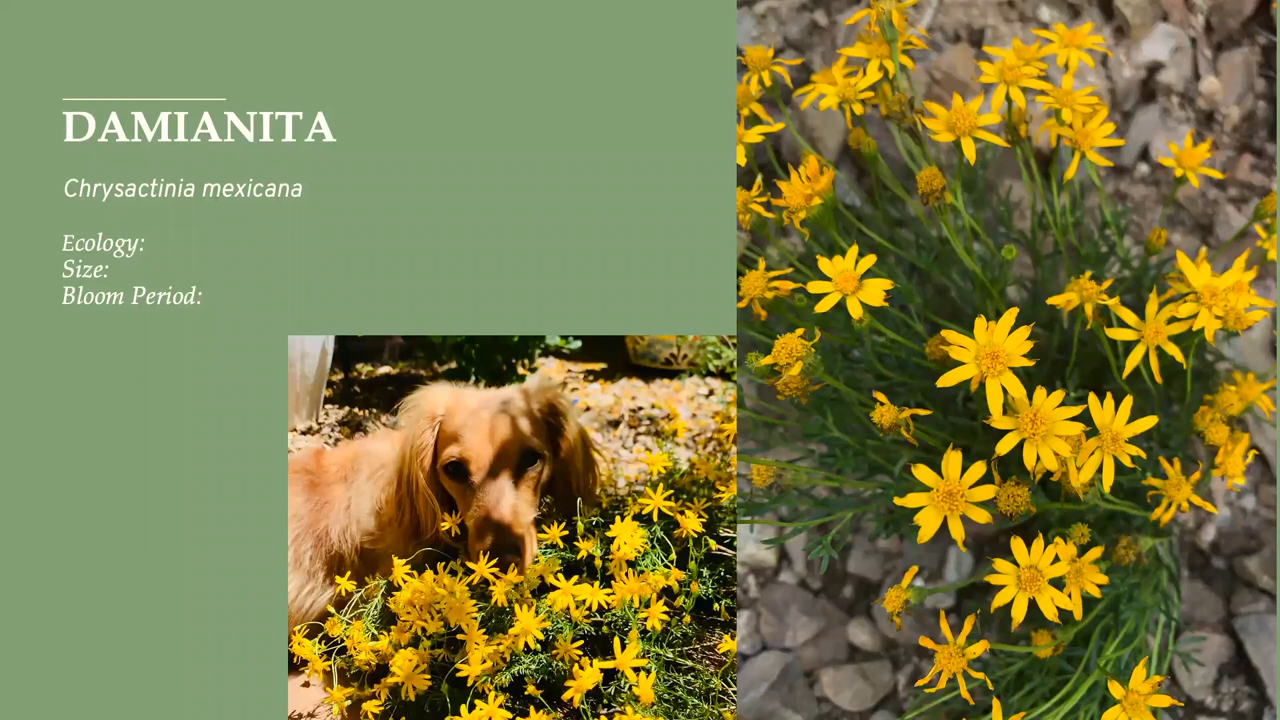 DAMIANITA
Chrysactinia mexicana
Ecology:
Size:
Bloom Period: